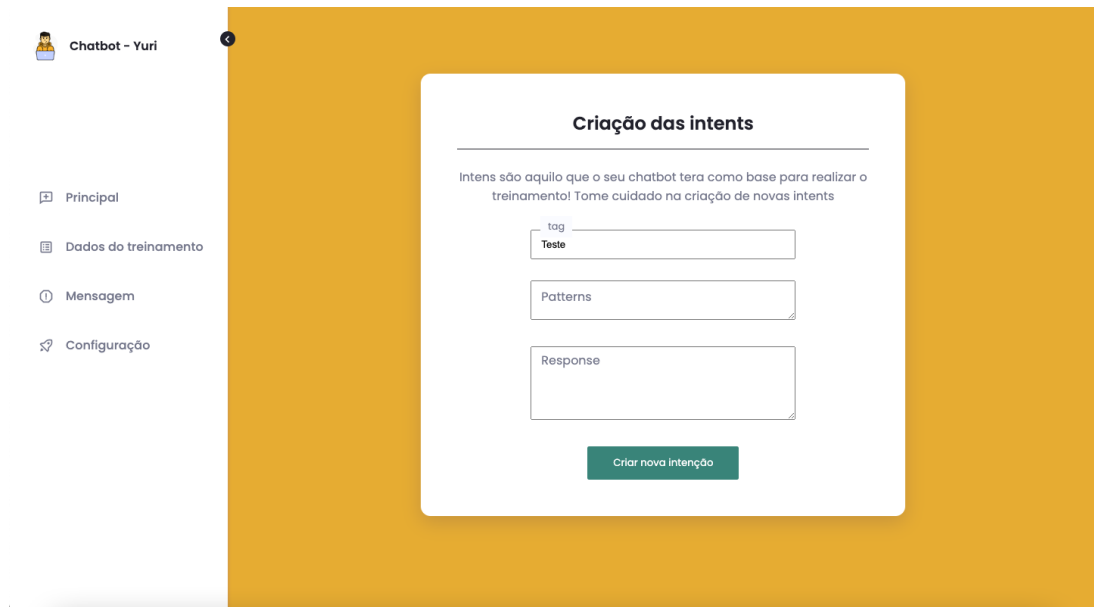 Chatbot - Yuri
Principal
Dados do treinamento
Mensagem
Configuração
Criação das intents
Intens são aquilo que o seu chatbot tera como base para realizar o
treinamento! Tome cuidado na criação de novas intents
tag
Teste
Patterns
Response
Criar nova intenção